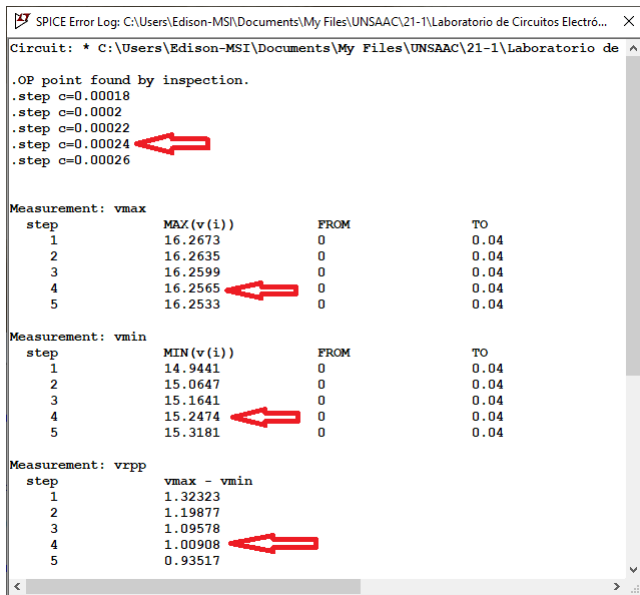 SPICE Error Log: C:\Users\Edison-MSI\Documents\My Files\UNSAAC\21-1\Laboratorio de Circuitos Electró...
Circuit: * C:\Users\Edison-MSI\Documents\My Files\UNSAAC\21-1\Laboratorio de
.OP point found by inspection.
.step c=0.00018
.step c=0.0002
.step c=0.00022
.step c=0.00024
.step c=0.00026
Measurement: vmax
step MAX(v(i)) FROM TO
1 16.2673 0 0.04
2 16.2635 0 0.04
3 16.2599 0 0.04
4 16.2565 0 0.04
5 16.2533 0 0.04
Measurement: vmin
step MIN(v(i)) FROM TO
1 14.9441 0 0.04
2 15.0647 0 0.04
3 15.1641 0 0.04
4 15.2474 0 0.04
5 15.3181 0 0.04
Measurement: vrpp
step vmax - vmin
1 1.32323
2 1.19877
3 1.09578
4 1.00908
5 0.93517